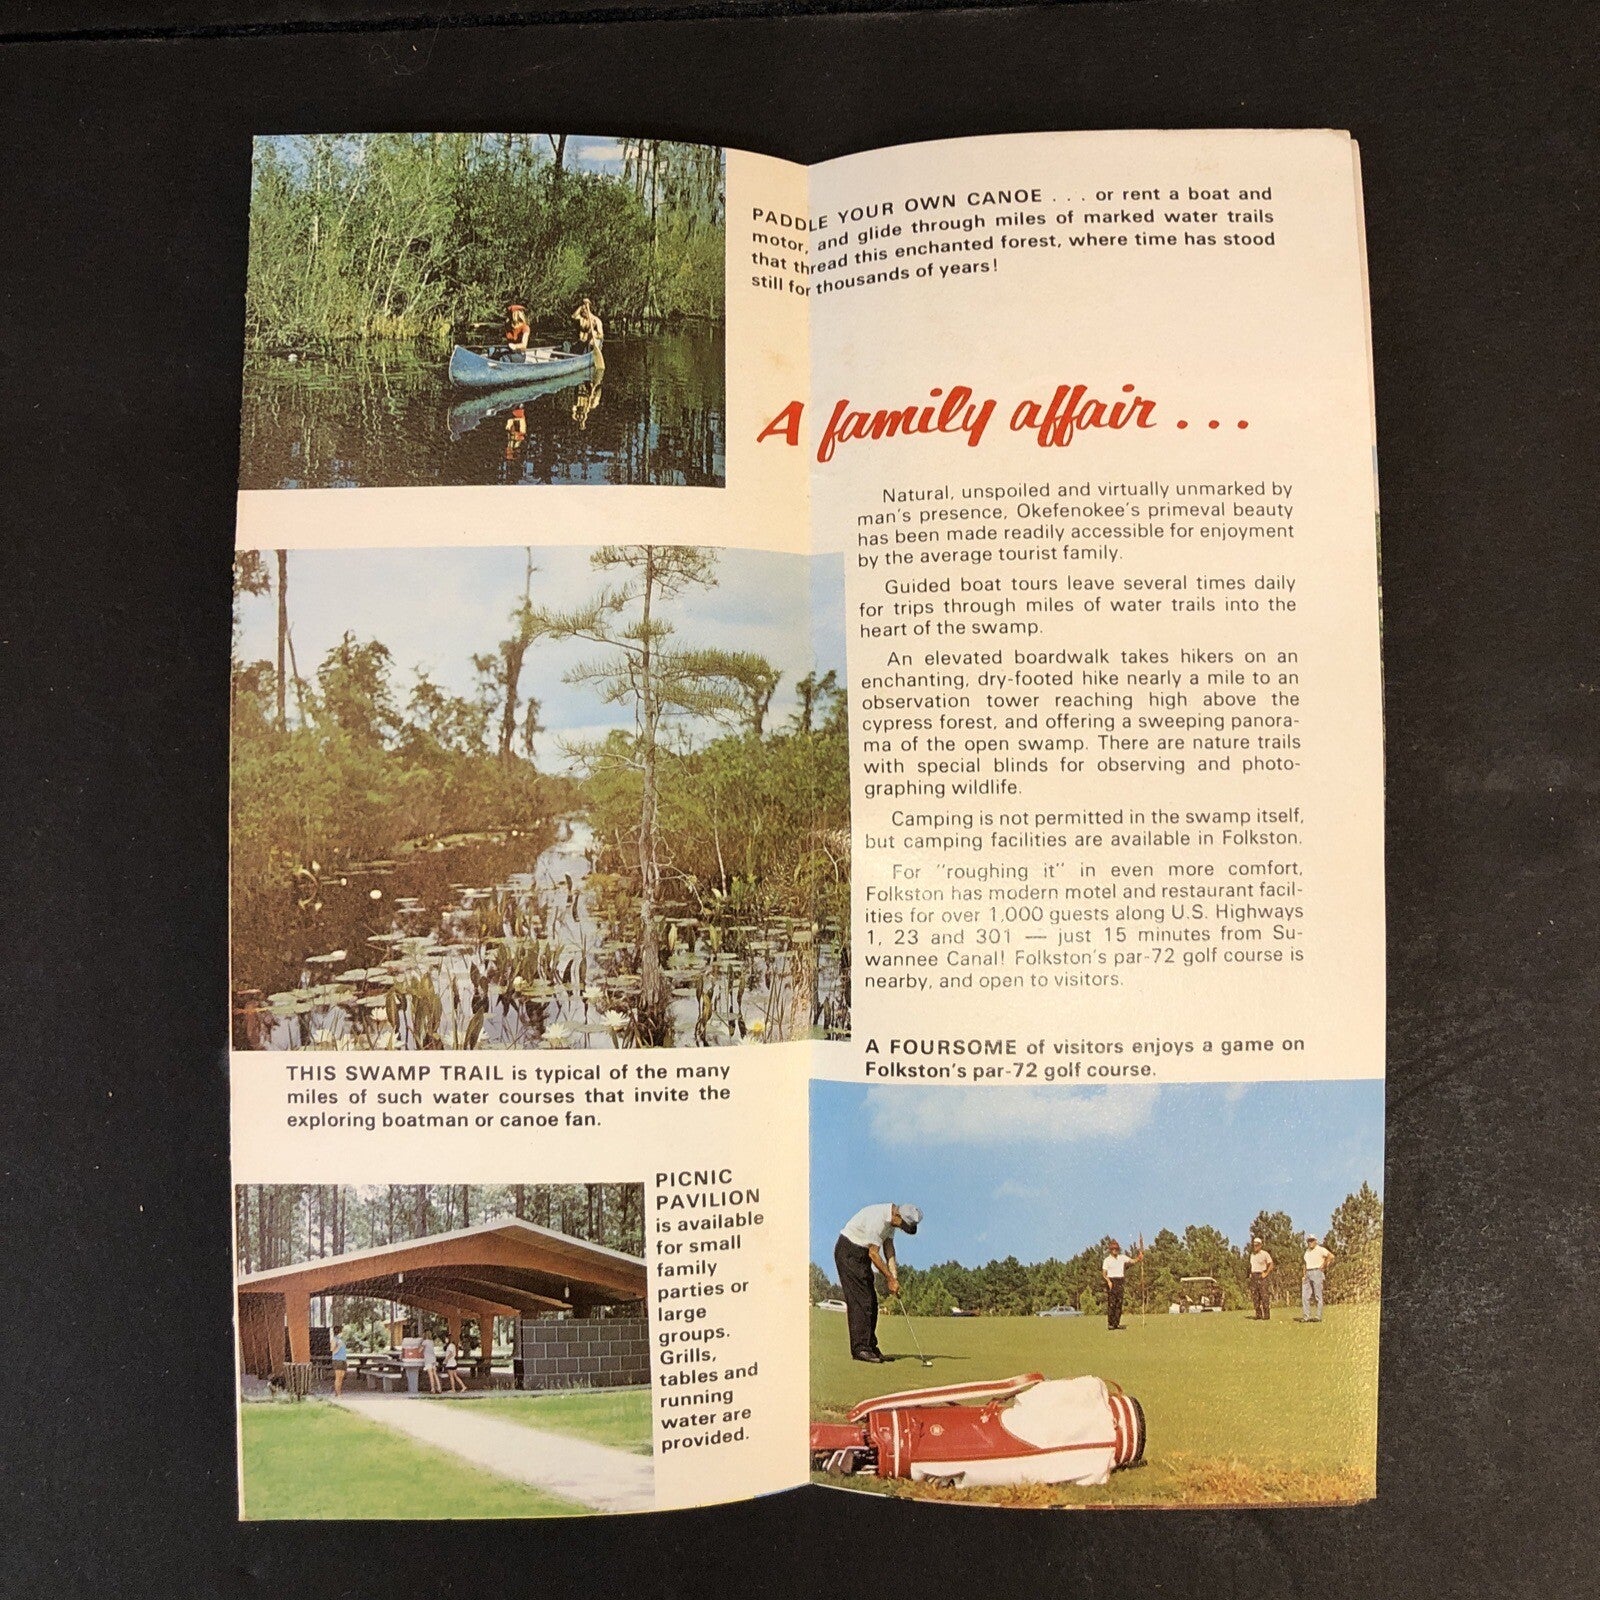 PADDLE YOUR OWN CANOE . . . or rent a boat and
motor, and glide through miles of marked water trails
that thread this enchanted forest, where time has stood
still for thousands of years!
A family affair . . .
Natural, unspoiled and virtually unmarked by
man's presence, Okefenokee's primeval beauty
has been made readily accessible for enjoyment
by the average tourist family.
Guided boat tours leave several times daily
for trips through miles of water trails into the
heart of the swamp.
An elevated boardwalk takes hikers on an
enchanting, dry-footed hike nearly a mile to an
observation tower reaching high above the
cypress forest, and offering a sweeping panora-
ma of the open swamp. There are nature trails
with special blinds for observing and photo-
graphing wildlife.
Camping is not permitted in the swamp itself,
but camping facilities are available in Folkston.
For "roughing it" in even more comfort,
Folkston has modern motel and restaurant facil-
ities for over 1,000 guests along U.S. Highways
1, 23 and 301 — just 15 minutes from Su-
wannee Canal! Folkston's par-72 golf course is
nearby, and open to visitors.
A FOURSOME of visitors enjoys a game on
Folkston's par-72 golf course.
THIS SWAMP TRAIL is typical of the many
miles of such water courses that invite the
exploring boatman or canoe fan.
PICNIC
PAVILION
is available
for small
family
parties or
large
groups.
Grills,
tables and
running
water are
provided.